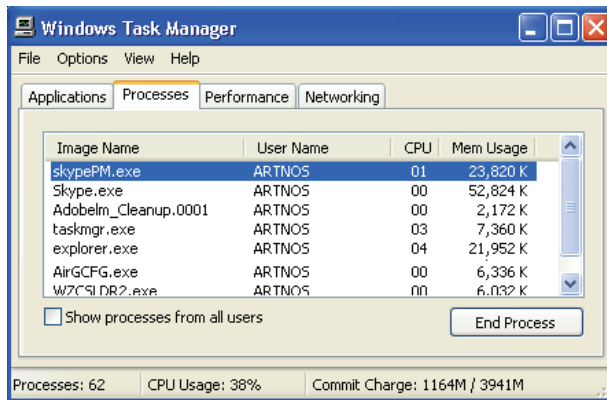 Windows Task Manager
File Options View Help
Applications Processes Performance Networking
Image Name User Name CPU Mem Usage
skypePM.exe ARTNOS 01 23,820 K
Skype.exe ARTNOS 00 52,824 K
Adobelm_Cleanup.0001 ARTNOS 00 2,172 K
taskmgr.exe ARTNOS 03 7,360 K
explorer.exe ARTNOS 04 21,952 K
AirGCFG.exe ARTNOS 00 6,336 K
WZCSLDR2.exe ARTNOS 00 6,032 K
Show processes from all users
End Process
Processes: 62 CPU Usage: 38% Commit Charge: 1164M / 3941M